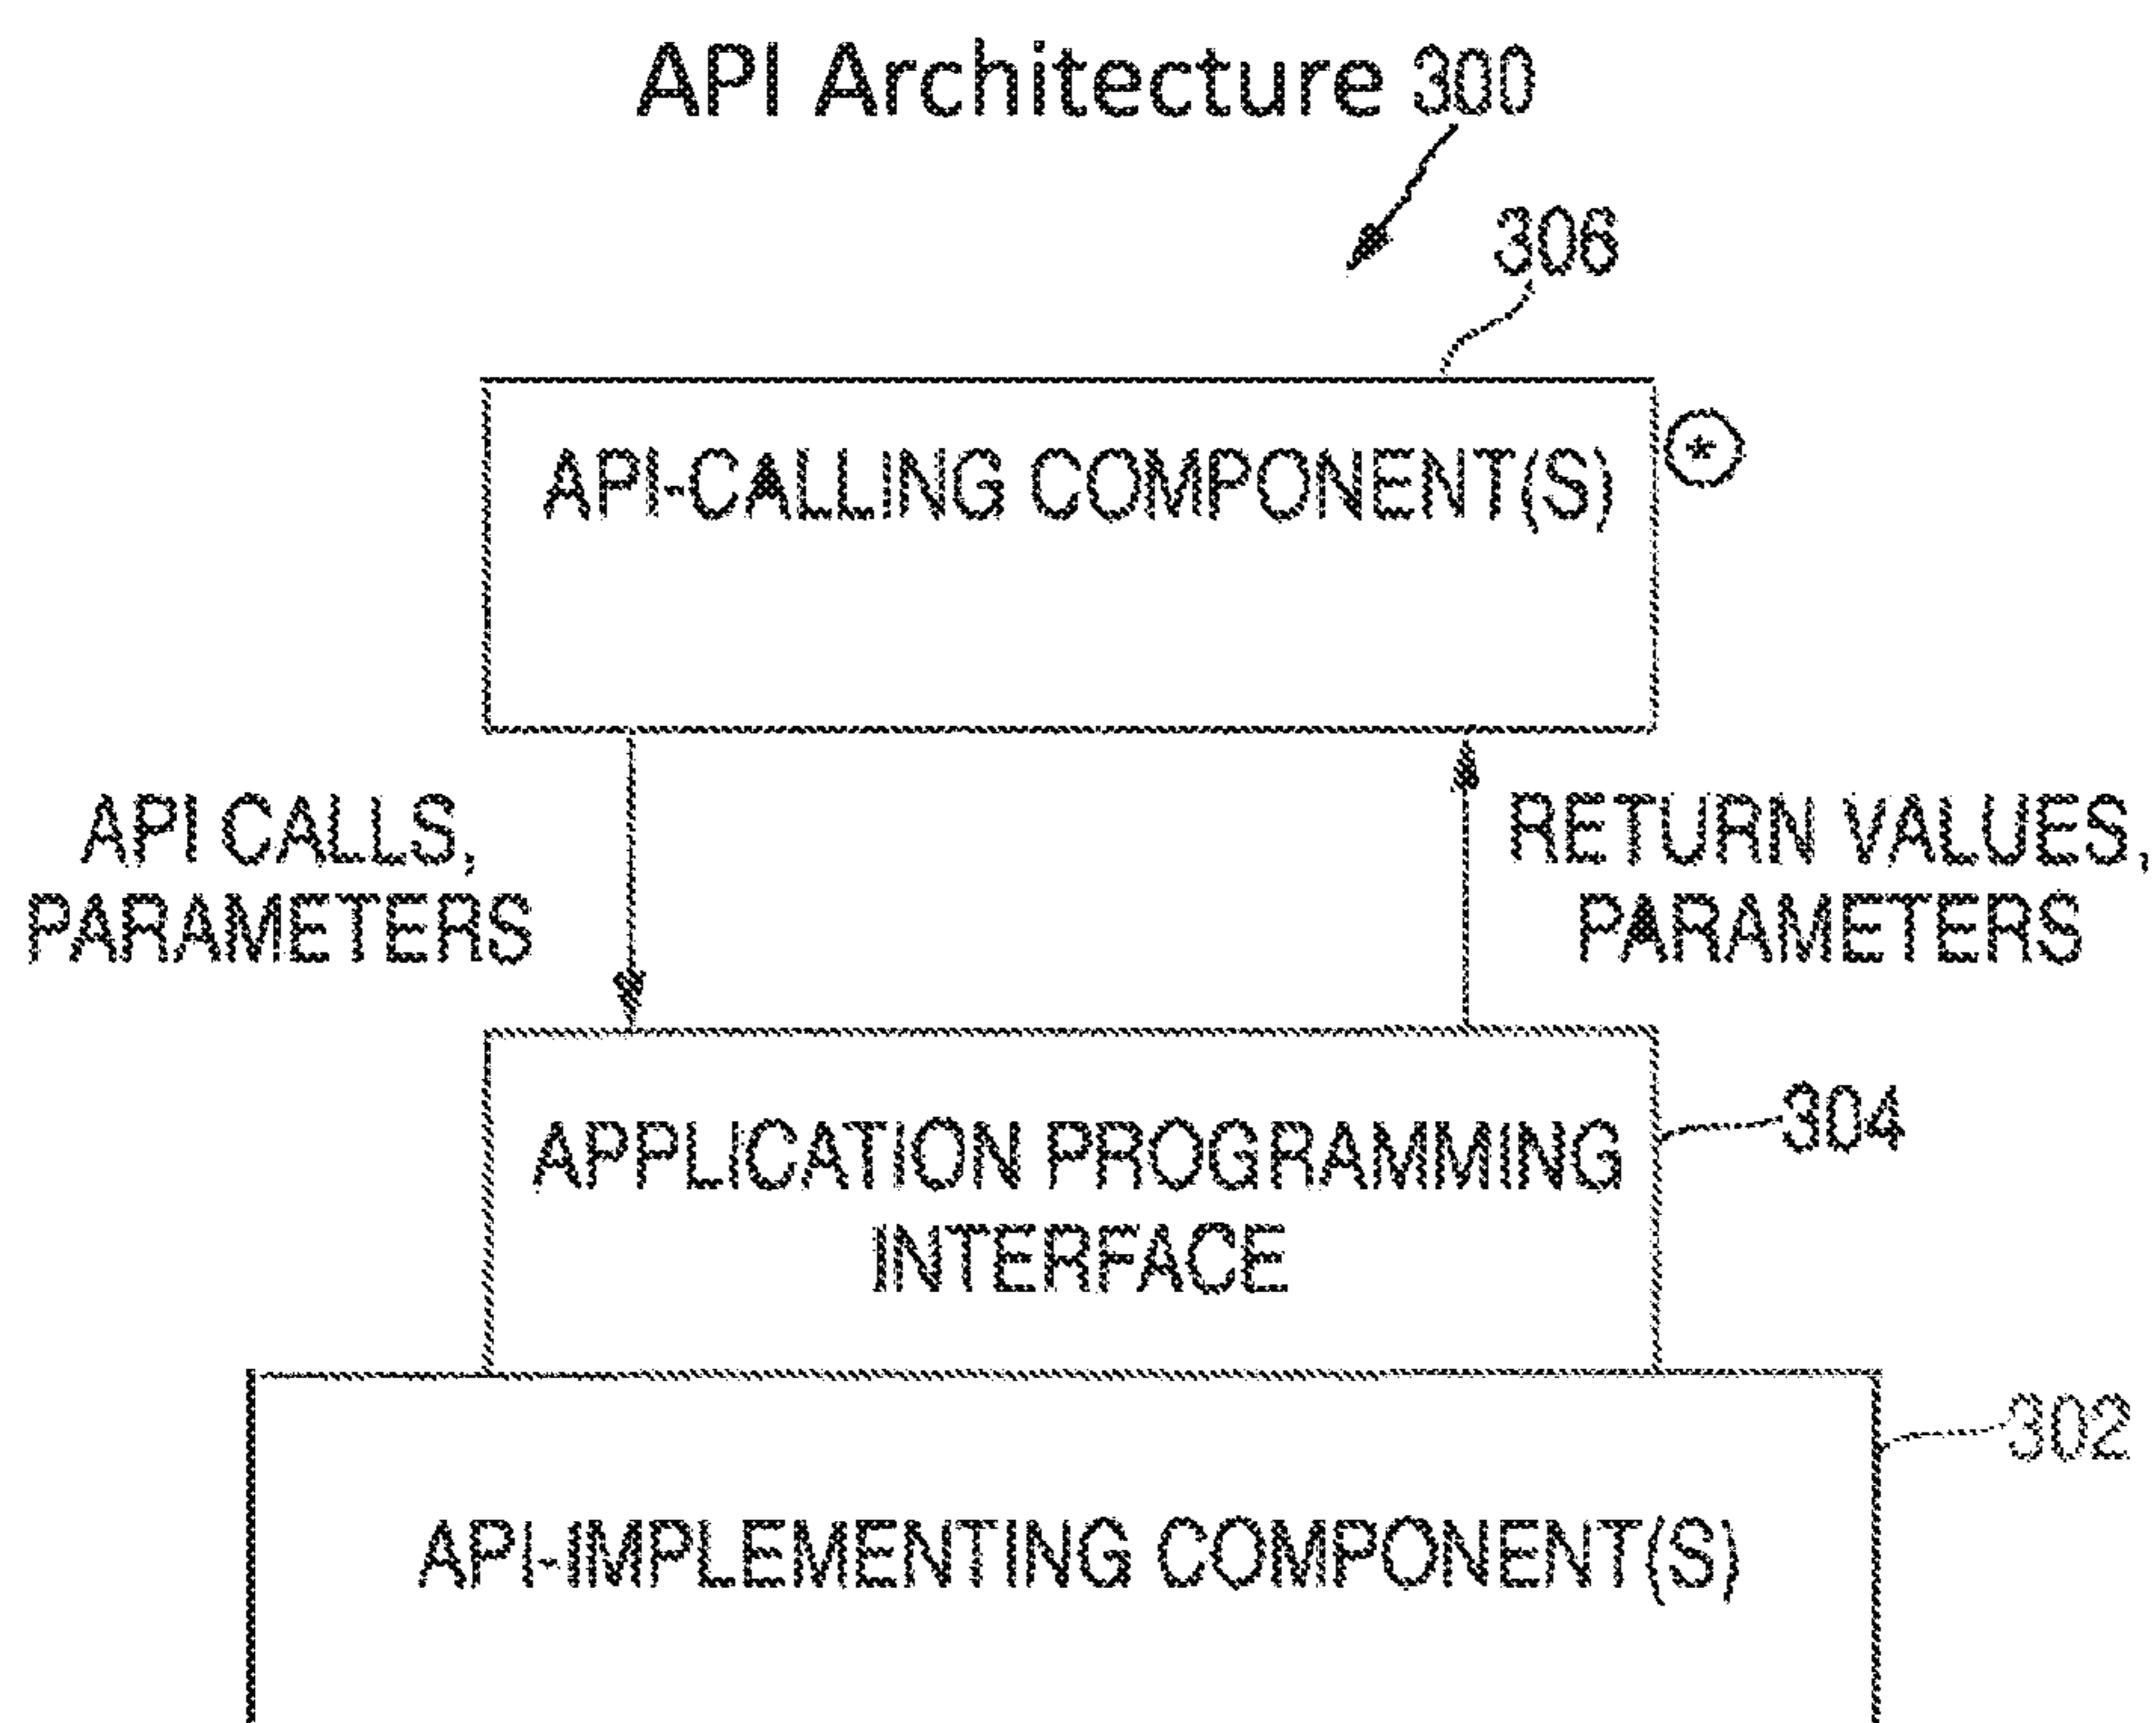 API Architecture 300
306
API-CALLING COMPONENT(S)
*
API CALLS,
PARAMETERS
RETURN VALUES,
PARAMETERS
APPLICATION PROGRAMMING
INTERFACE
304
302
API-IMPLEMENTING COMPONENT(S)